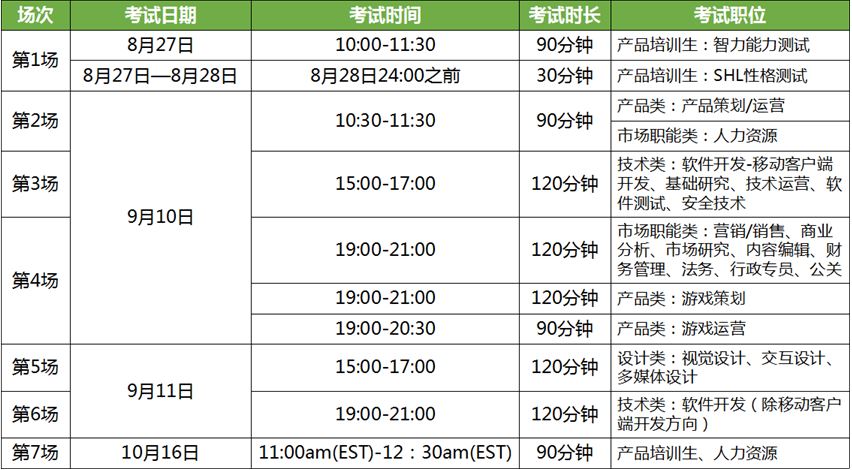 场次 考试日期 考试时间 考试时长 考试职位
第1场 8月27日 10:00-11:30 90分钟 产品培训生：智力能力测试
8月27日—8月28日 8月28日24:00之前 30分钟 产品培训生：SHL性格测试
第2场 9月10日 10:30-11:30 90分钟 产品类：产品策划/运营
市场职能类：人力资源
第3场 15:00-17:00 120分钟 技术类：软件开发-移动客户端
开发、基础研究、技术运营、软
件测试、安全技术
第4场 19:00-21:00 120分钟 市场职能类：营销/销售、商业
分析、市场研究、内容编辑、财
务管理、法务、行政专员、公关
19:00-21:00 120分钟 产品类：游戏策划
19:00-20:30 90分钟 产品类：游戏运营
第5场 9月11日 15:00-17:00 120分钟 设计类：视觉设计、交互设计、
多媒体设计
第6场 19:00-21:00 120分钟 技术类：软件开发（除移动客户
端开发方向）
第7场 10月16日 11:00am(EST)-12：30am(EST) 90分钟 产品培训生、人力资源